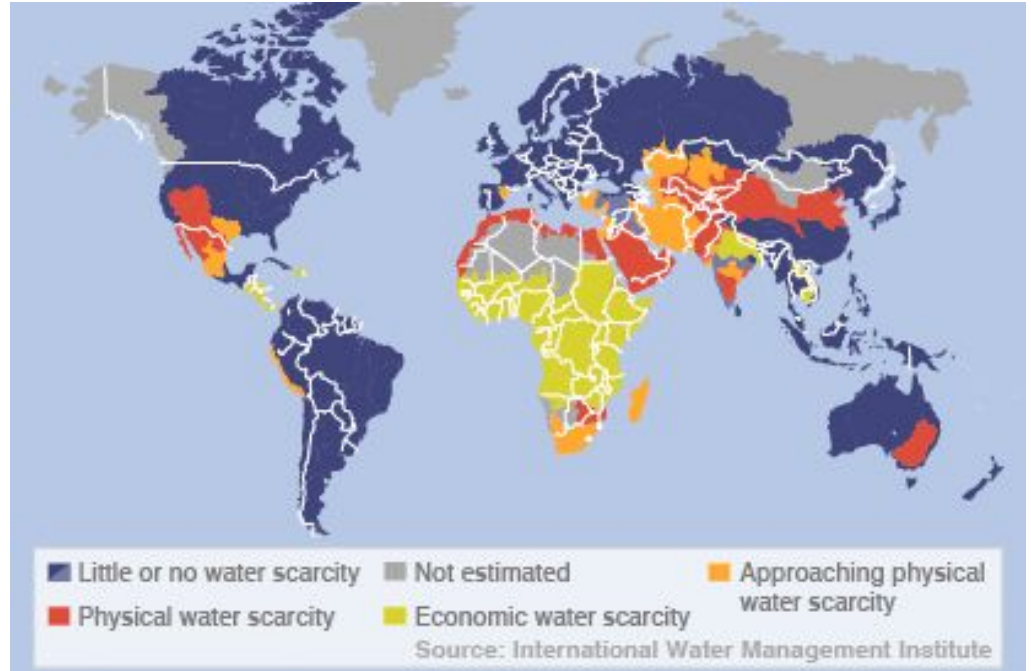 Little or no water scarcity
Not estimated
Approaching physical
water scarcity
Physical water scarcity
Economic water scarcity
Source: International Water Management Institute